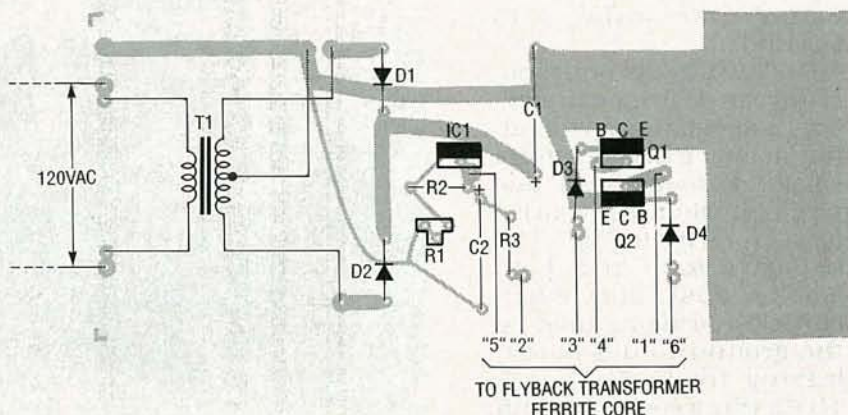 D1
C1
T1
IC1
B C E
Q1
120VAC
D3
R2
+
+
E C B
R1
C2
R3
Q2
D4
D2
"5" "2" "3" "4" "1" "6"
TO FLYBACK TRANSFORMER
FERRITE CORE